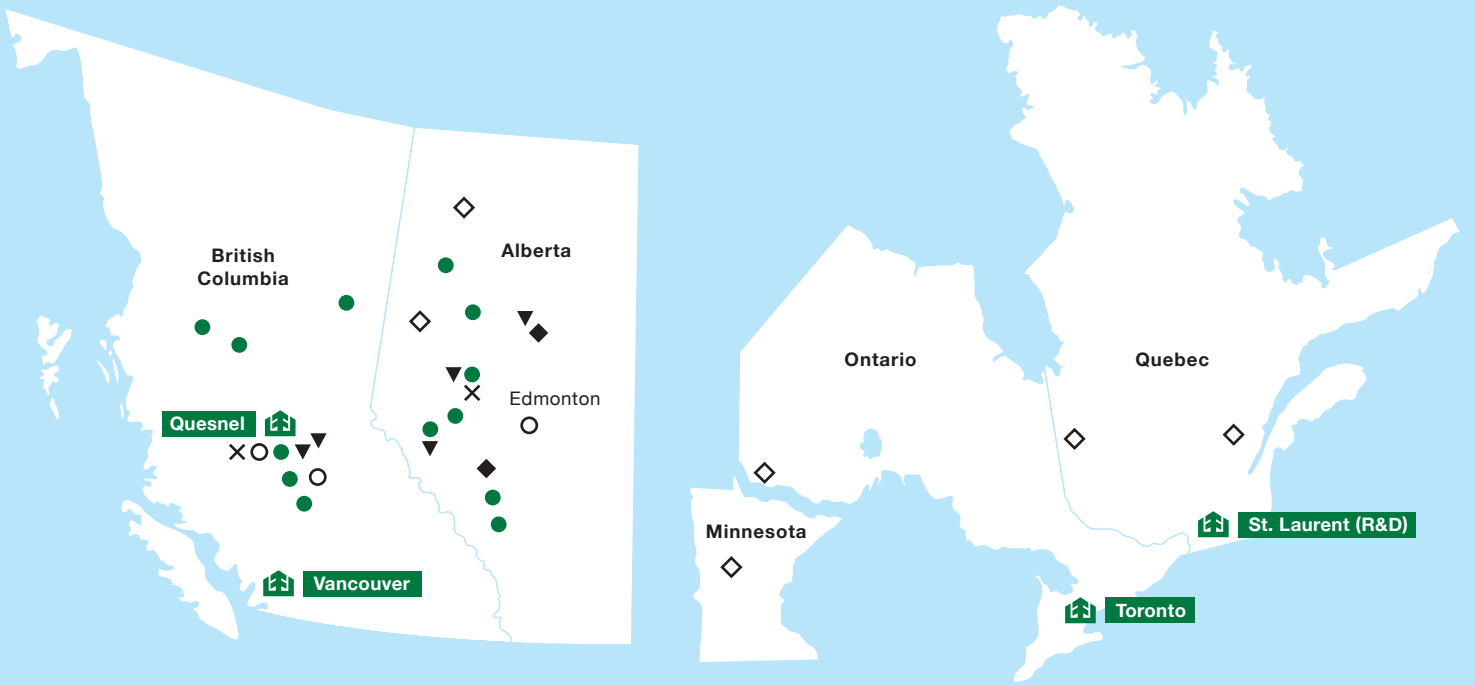 British
Columbia
Alberta
Edmonton
Quesnel
Vancouver
Ontario
Quebec
Minnesota
St. Laurent (R&D)
Toronto